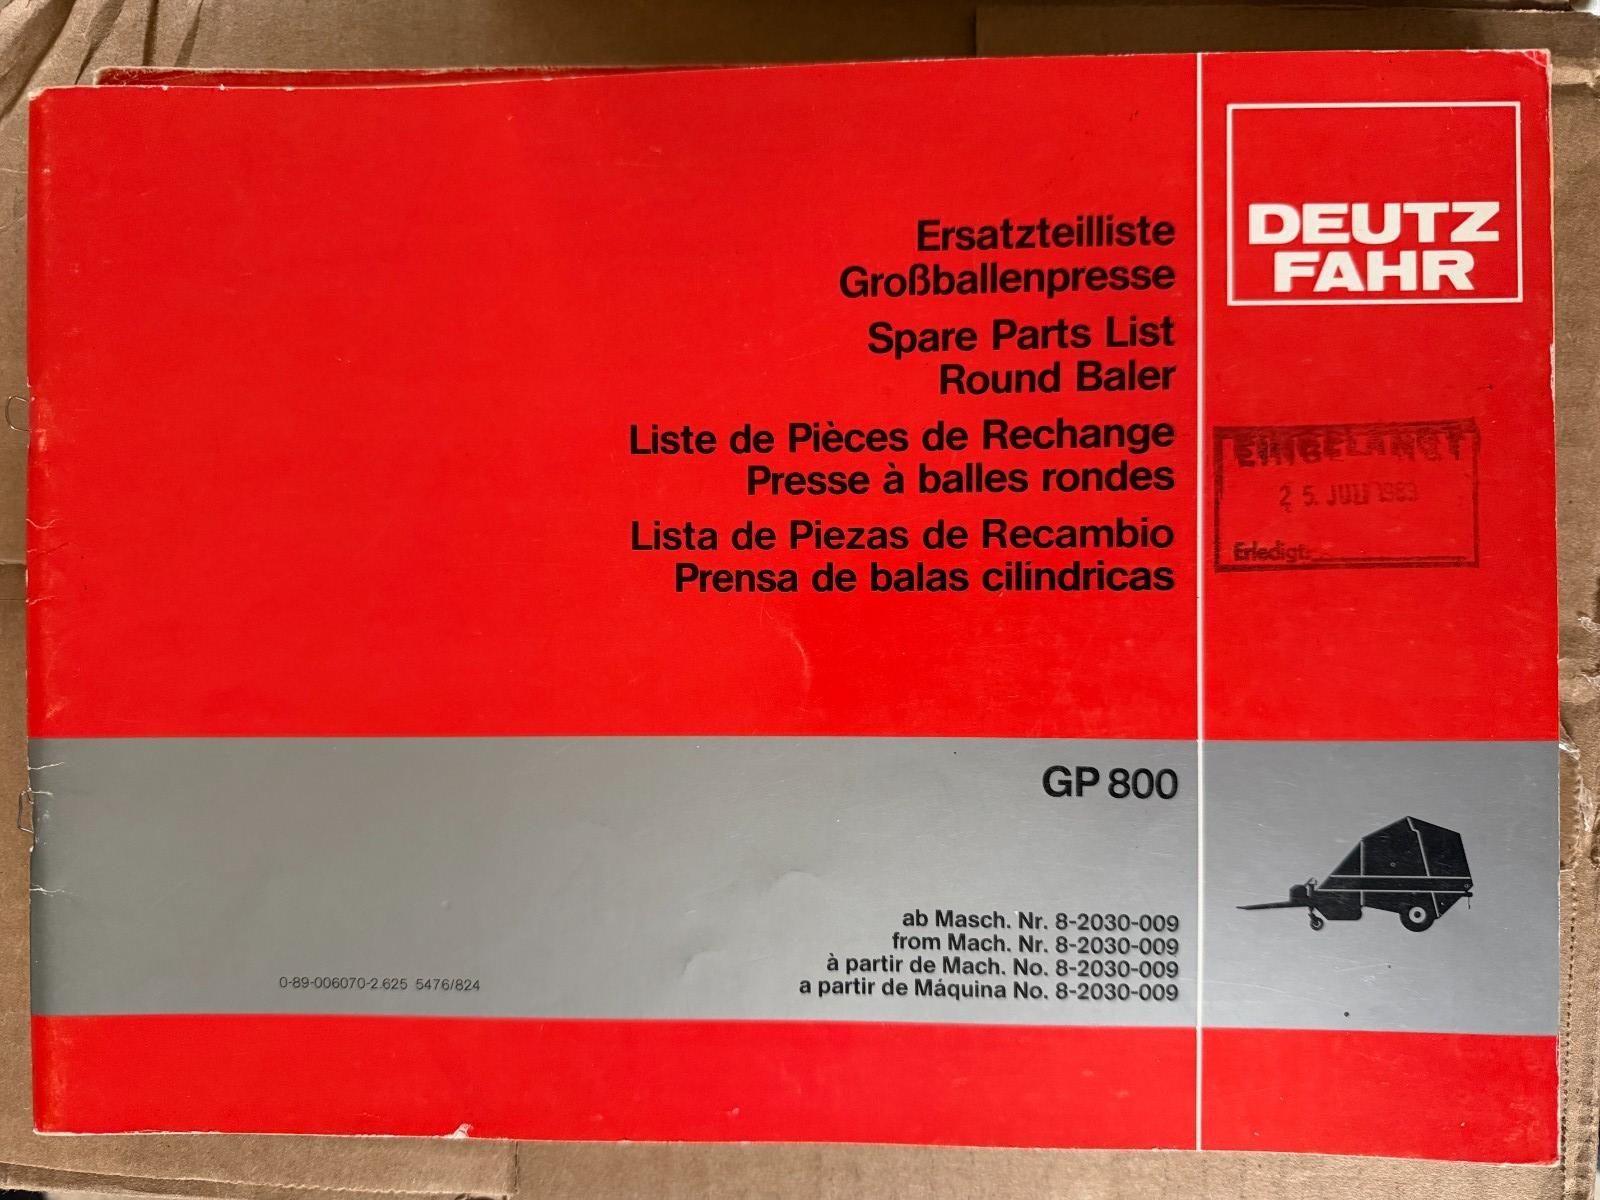 DEUTZ
FAHR
Ersatzteilliste
Großballenpresse
Spare Parts List
Round Baler
Liste de Pièces de Rechange
Presse à balles rondes
Lista de Piezas de Recambio
Prensa de balas cilíndricas
EINGELANGT
25. JULI 1983
Erledigt:
GP 800
ab Masch. Nr. 8-2030-009
from Mach. Nr. 8-2030-009
à partir de Mach. No. 8-2030-009
a partir de Máquina No. 8-2030-009
0-89-006070-2.625 5476/824